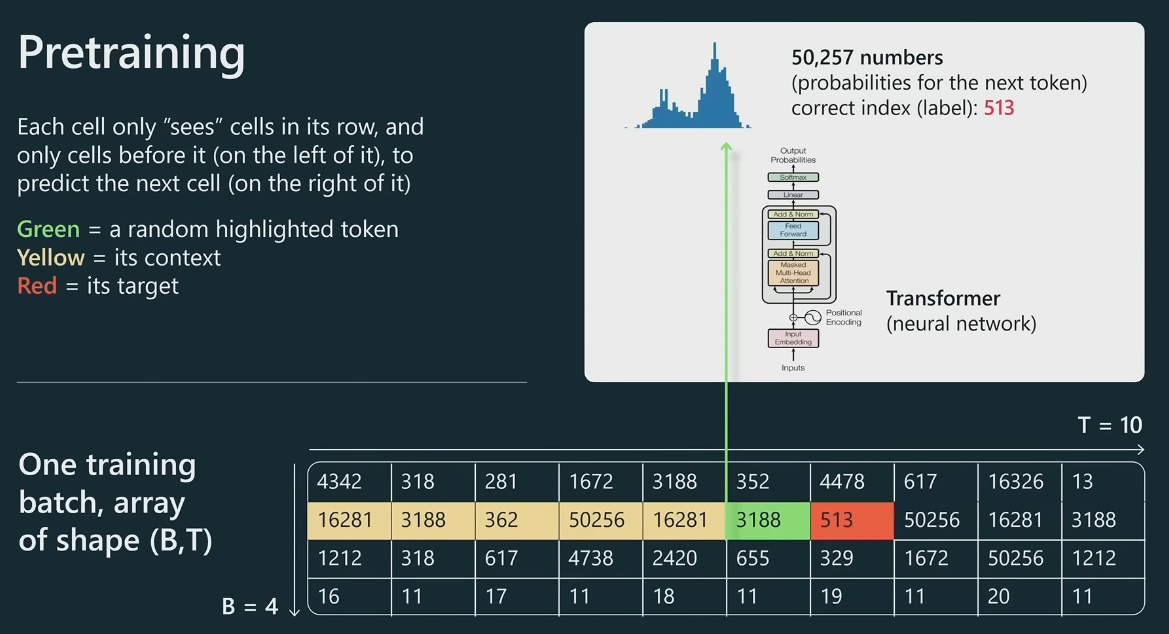 Pretraining
Each cell only ”sees” cells in its row, and
only cells before it (on the left of it), to
predict the next cell (on the right of it)
Green = a random highlighted token
Yellow = its context
Red = its target
50,257 numbers
(probabilities for the next token)
correct index (label): 513
Output
Probabilities
Softmax
Linear
Add & Norm
Feed
Forward
Add & Norm
Masked
Multi-Head
Attention
Positional
Encoding
Input
Embedding
Inputs
Transformer
(neural network)
One training
batch, array
of shape (B,T)
T = 10
B = 4
4342 318 281 1672 3188 352 4478 617 16326 13
16281 3188 362 50256 16281 3188 513 50256 16281 3188
1212 318 617 4738 2420 655 329 1672 50256 1212
16 11 17 11 18 11 19 11 20 11